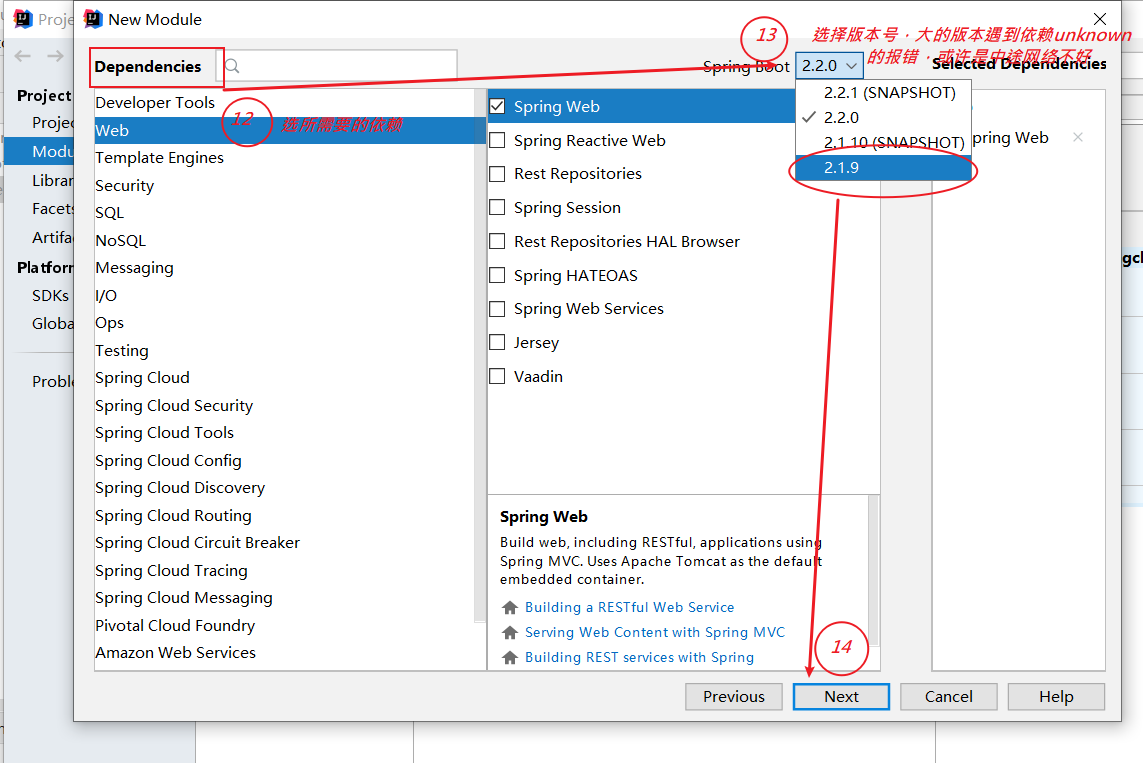 Proje
New Module
Dependencies
13
选择版本号，大的版本遇到依赖unknown
的报错，或许是中途网络不好
Spring Boot
2.2.0
Selected Dependencies
2.2.1 (SNAPSHOT)
2.2.0
2.1.10 (SNAPSHOT)
2.1.9
pring Web
Project
Projec
Modu
Librar
Facets
Artifa
Platforn
SDKs
Globa
Proble
Developer Tools
12
选所需要的依赖
Web
Template Engines
Security
SQL
NoSQL
Messaging
I/O
Ops
Testing
Spring Cloud
Spring Cloud Security
Spring Cloud Tools
Spring Cloud Config
Spring Cloud Discovery
Spring Cloud Routing
Spring Cloud Circuit Breaker
Spring Cloud Tracing
Spring Cloud Messaging
Pivotal Cloud Foundry
Amazon Web Services
Spring Web
Spring Reactive Web
Rest Repositories
Spring Session
Rest Repositories HAL Browser
Spring HATEOAS
Spring Web Services
Jersey
Vaadin
Spring Web
Build web, including RESTful, applications using
Spring MVC. Uses Apache Tomcat as the default
embedded container.
Building a RESTful Web Service
Serving Web Content with Spring MVC
Building REST services with Spring
14
Previous
Next
Cancel
Help
gcl